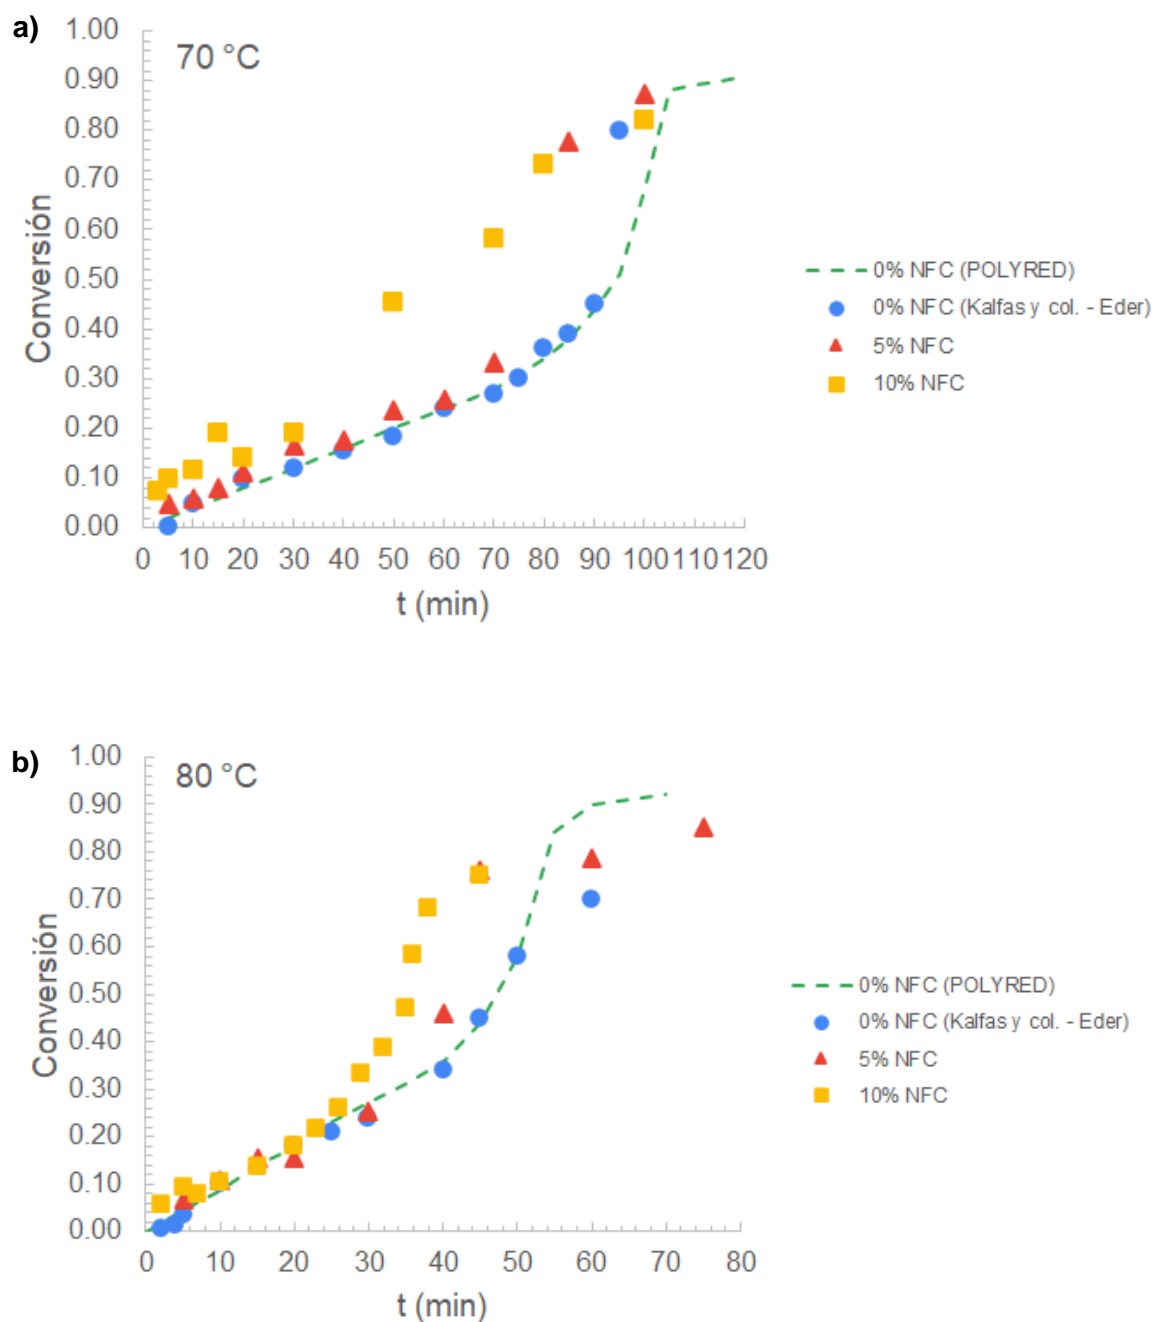 a)
1.00
70 °C
0.90
0.80
0.70
0.60
0.50
0.40
0.30
0.20
0.10
0.00
Conversión
0 10 20 30 40 50 60 70 80 90 100 110 120
t (min)
0% NFC (POLYRED)
0% NFC (Kalfas y col. - Eder)
5% NFC
10% NFC
b)
1.00
80 °C
0.90
0.80
0.70
0.60
0.50
0.40
0.30
0.20
0.10
0.00
Conversión
0 10 20 30 40 50 60 70 80
t (min)
0% NFC (POLYRED)
0% NFC (Kalfas y col. - Eder)
5% NFC
10% NFC